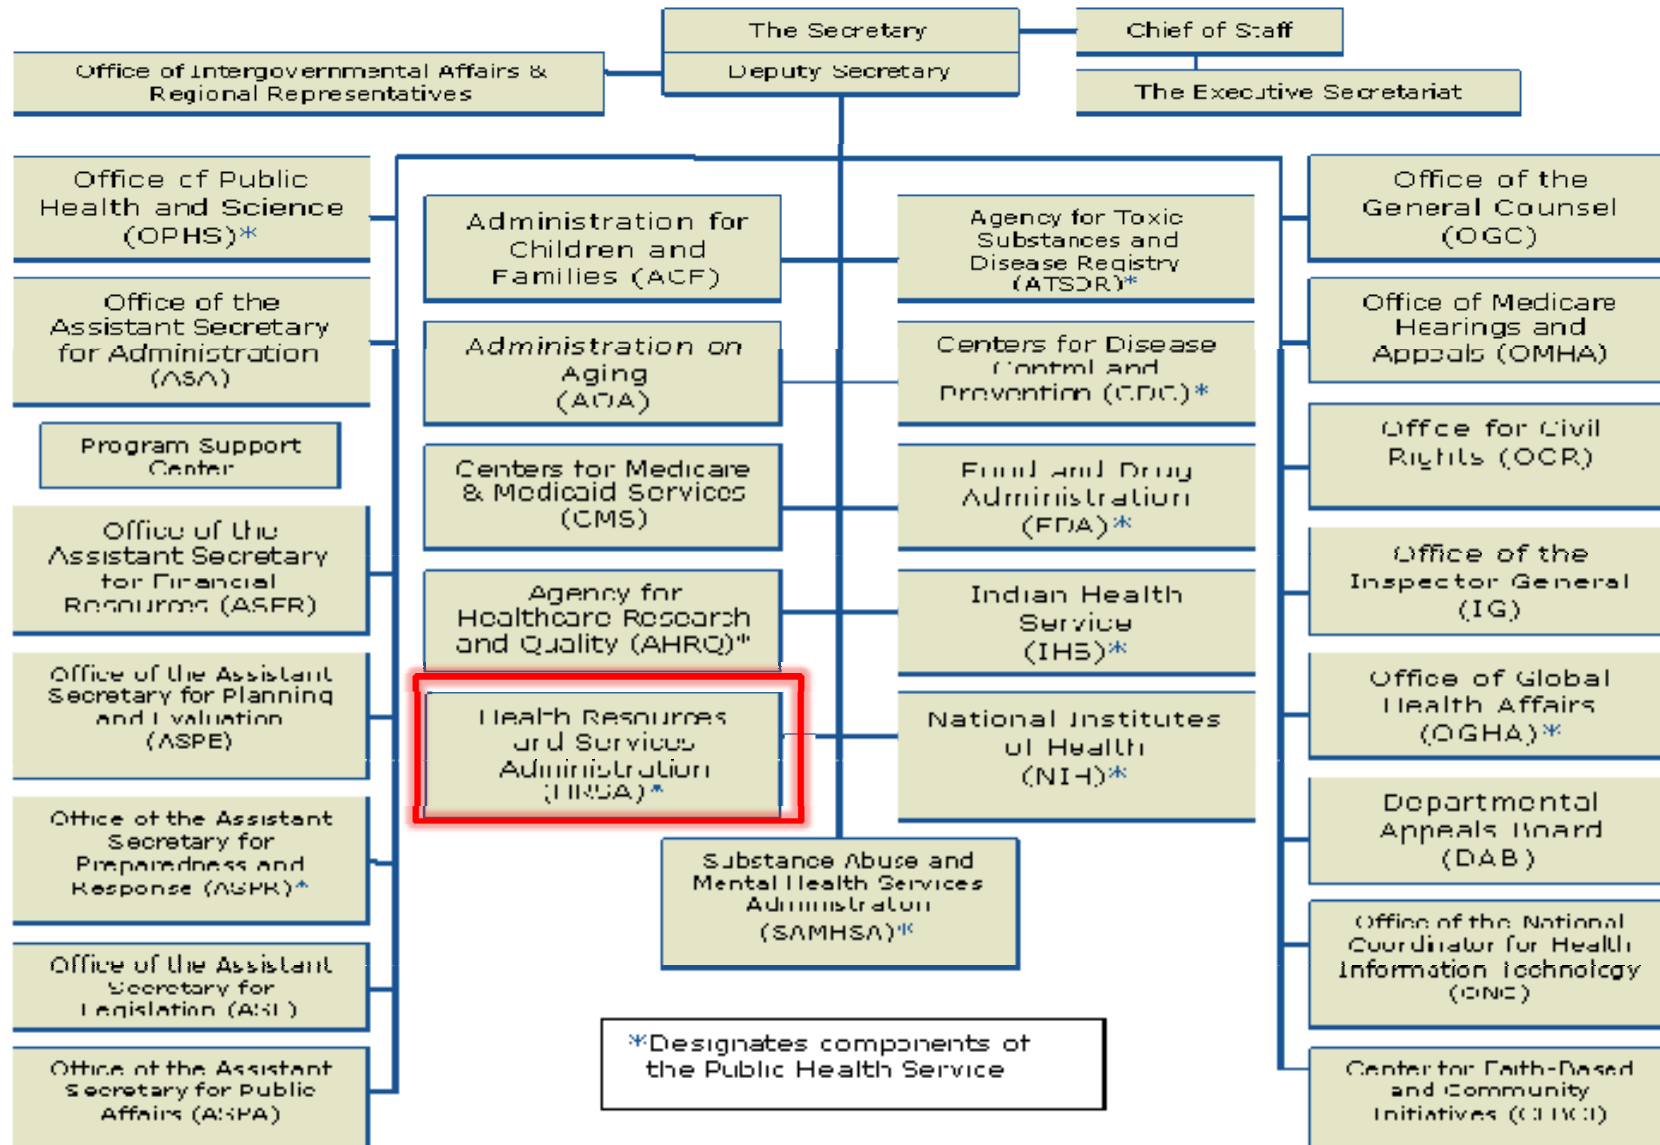 The Secretary
Deputy Secretary
Chief of Staff
The Executive Secretariat
Office of Intergovernmental Affairs &
Regional Representatives
Office of Public
Health and Science
(OPHS)*
Office of the
Assistant Secretary
for Administration
(ASA)
Program Support
Center
Office of the
Assistant Secretary
for Financial
Resources (ASFR)
Office of the Assistant
Secretary for Planning
and Evaluation
(ASPE)
Office of the Assistant
Secretary for
Preparedness and
Response (ASPR)*
Office of the Assistant
Secretary for
Legislation (ASL)
Office of the Assistant
Secretary for Public
Affairs (ASPA)
Administration for
Children and
Families (ACF)
Administration on
Aging
(AOA)
Centers for Medicare
& Medicaid Services
(CMS)
Agency for
Healthcare Research
and Quality (AHRQ)*
Health Resources
and Services
Administration
(HRSA)*
Agency for Toxic
Substances and
Disease Registry
(ATSDR)*
Centers for Disease
Control and
Prevention (CDC)*
Food and Drug
Administration
(FDA)*
Indian Health
Service
(IHS)*
National Institutes
of Health
(NIH)*
Substance Abuse and
Mental Health Services
Administration
(SAMHSA)*
Office of the
General Counsel
(OGC)
Office of Medicare
Hearings and
Appeals (OMHA)
Office for Civil
Rights (OCR)
Office of the
Inspector General
(IG)
Office of Global
Health Affairs
(OGHA)*
Departmental
Appeals Board
(DAB)
Office of the National
Coordinator for Health
Information Technology
(ONC)
Center for Faith-Based
and Community
Initiatives (CFBCI)
*Designates components of
the Public Health Service